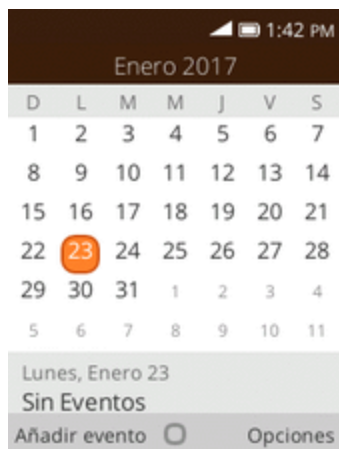 1:42 PM
Enero 2017
D L M M J V S
1 2 3 4 5 6 7
8 9 10 11 12 13 14
15 16 17 18 19 20 21
22 23 24 25 26 27 28
29 30 31 1 2 3 4
5 6 7 8 9 10 11
Lunes, Enero 23
Sin Eventos
Añadir evento Opciones